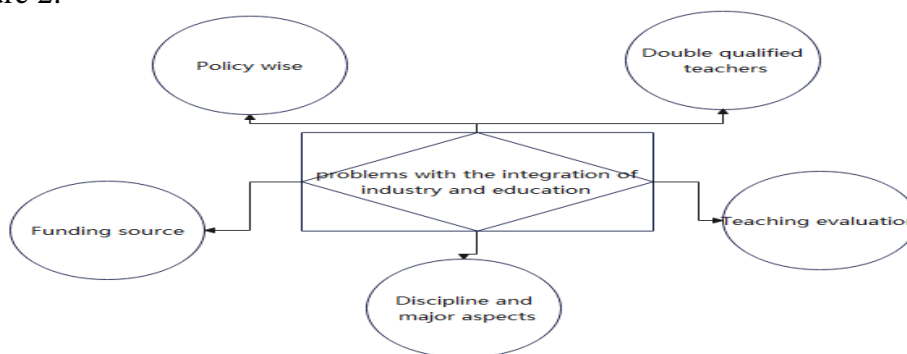 Policy wise
Double qualified
teachers
problems with the integration of
industry and education
Funding source
Teaching evaluation
Discipline and
major aspects